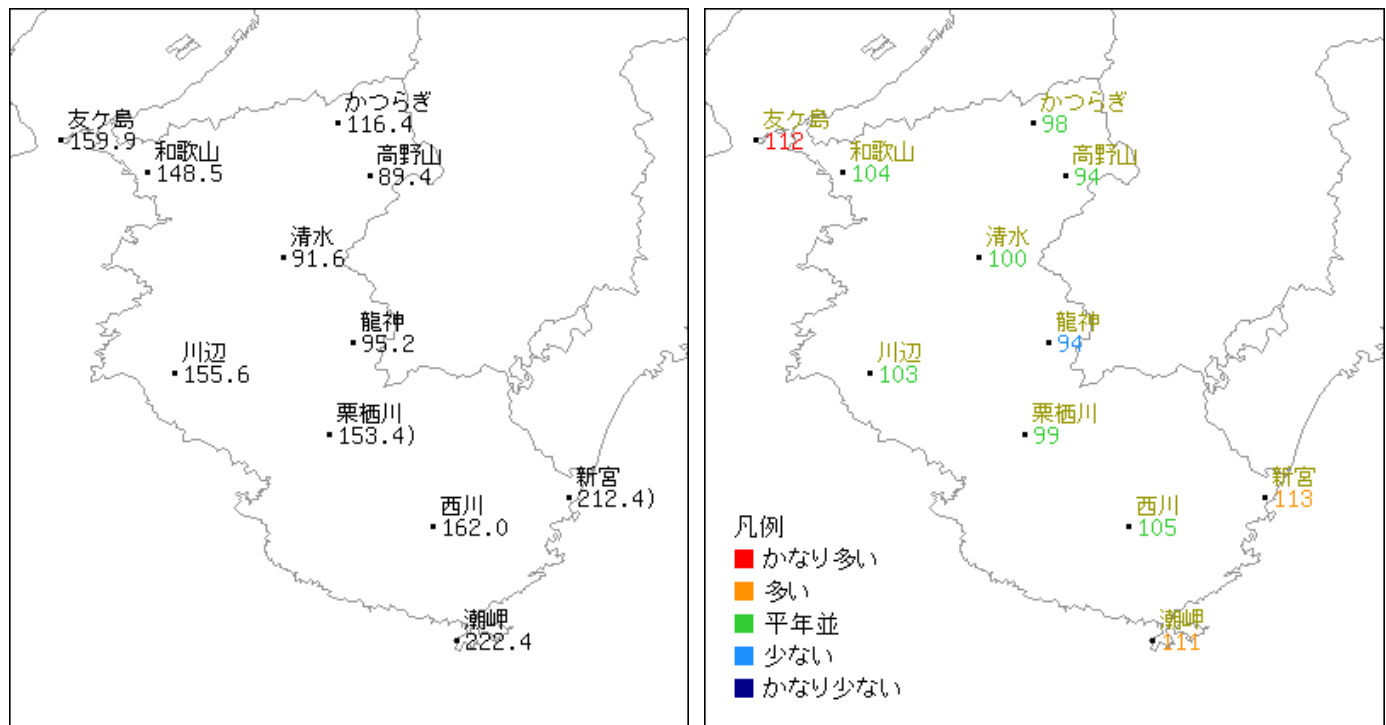 かつらぎ
116.4
友ケ島
159.9
和歌山
148.5
高野山
89.4
清水
91.6
龍神
95.2
川辺
155.6
栗栖川
153.4)
新宮
212.4)
西川
162.0
潮岬
222.4
かつらぎ
98
友ケ島
112
和歌山
104
高野山
94
清水
100
龍神
94
川辺
103
栗栖川
99
新宮
113
西川
105
潮岬
111
凡例
かなり多い
多い
平年並
少ない
かなり少ない